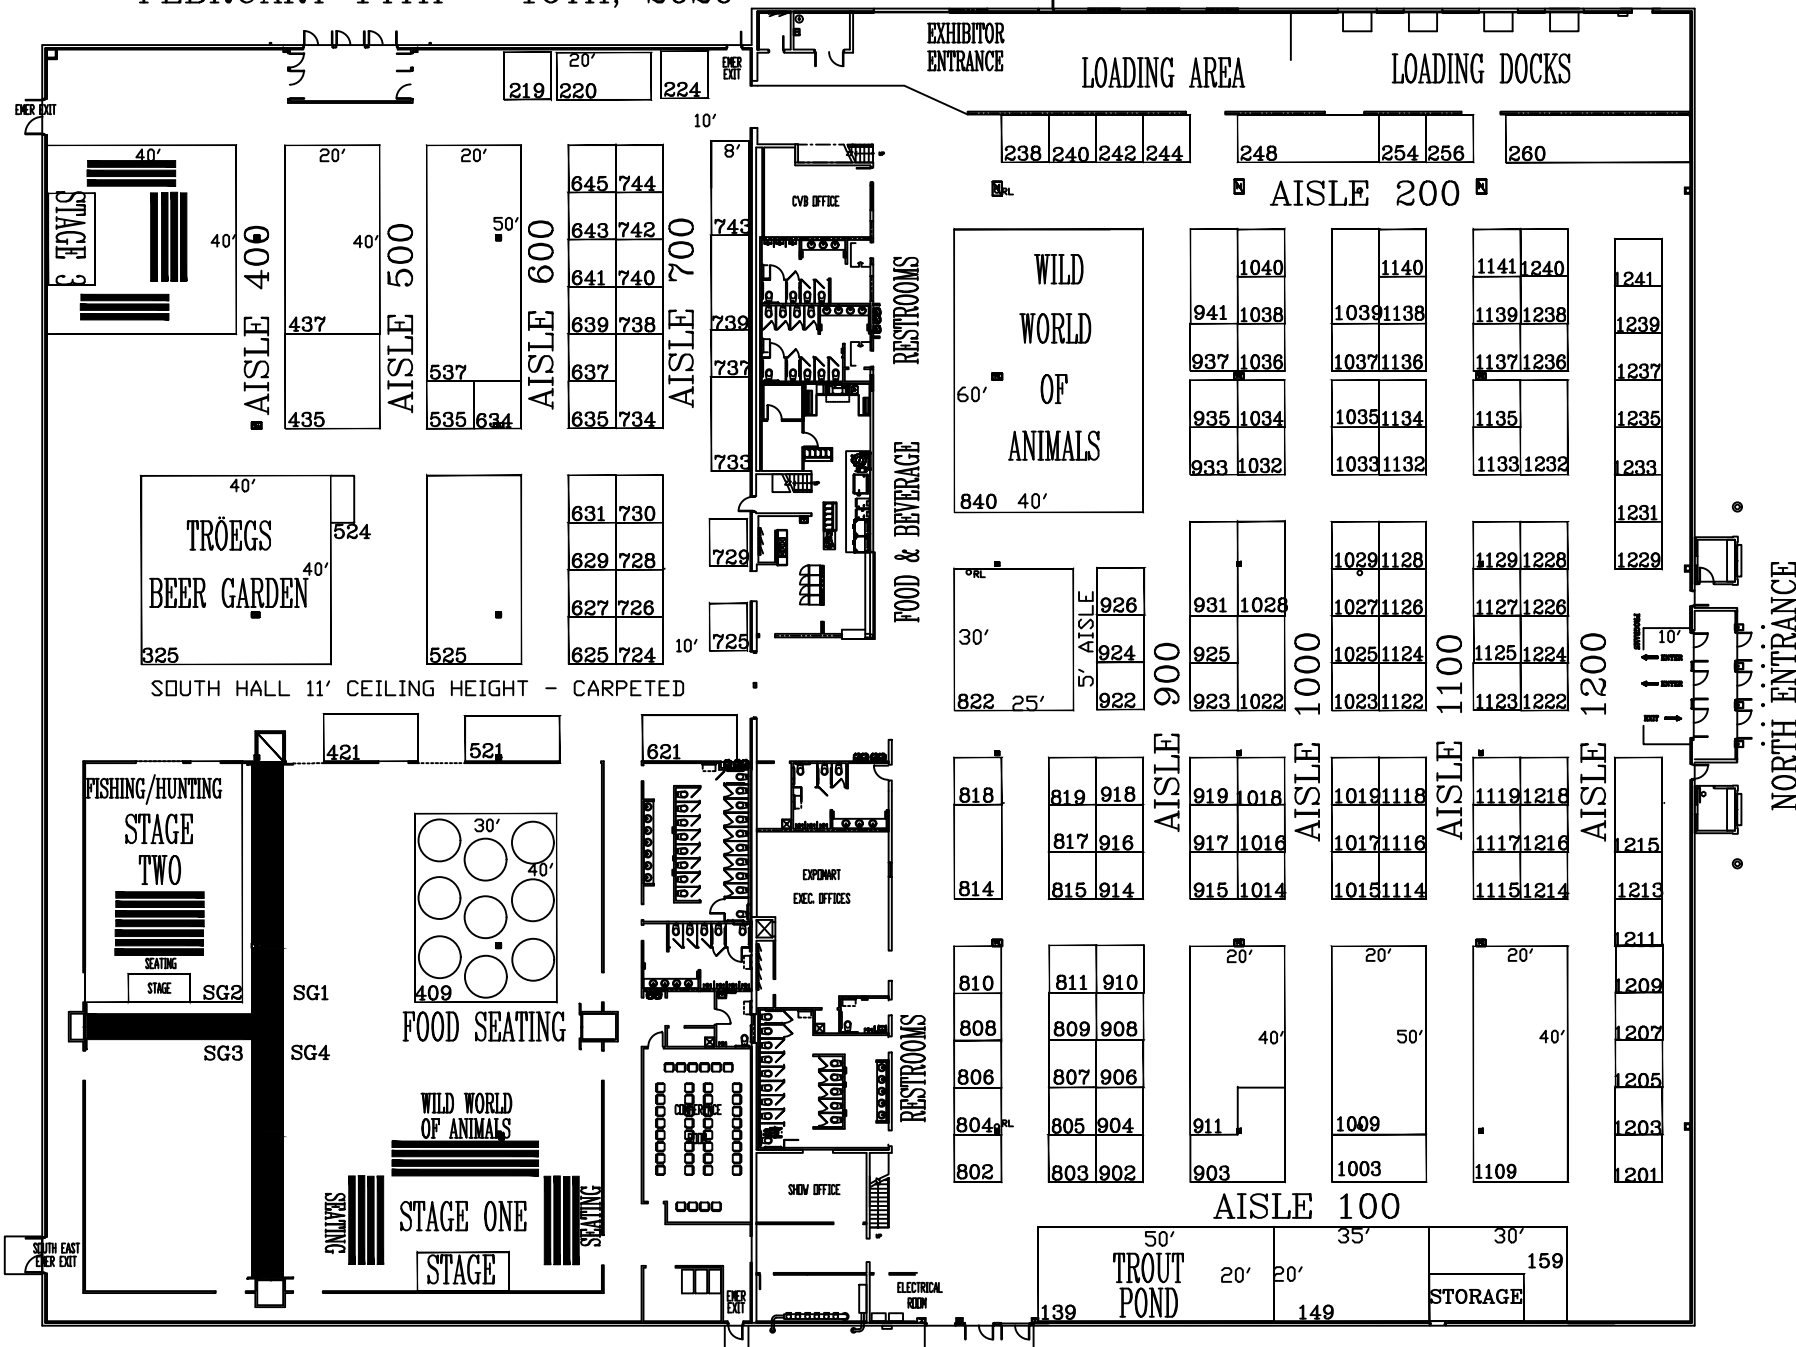 EXHIBITOR
ENTRANCE
LOADING AREA
LOADING DOCKS
EMER
EXIT
EMER EXIT
219
20'
220
224
10'
238
240
242
244
248
254
256
260
AISLE 200
40'
STAGE 3
40'
AISLE 400
20'
40'
437
435
AISLE 500
20'
50'
537
535
634
AISLE 600
645 744
643 742
641 740
639 738
637
635 734
AISLE 700
8'
743
739
737
733
CVB OFFICE
RESTROOMS
FOOD & BEVERAGE
RL
WILD
WORLD
OF
ANIMALS
60'
840 40'
1040
941 1038
937 1036
935 1034
933 1032
1140
1039 1138
1037 1136
1035 1134
1033 1132
1141 1240
1139 1238
1137 1236
1135
1133 1232
1241
1239
1237
1235
1233
1231
1229
40'
TRÖEGS
BEER GARDEN
40'
325
524
525
631 730
629 728
627 726
625 724
729
725
10'
SOUTH HALL 11' CEILING HEIGHT - CARPETED
RL
30'
822 25'
5' AISLE
926
924
922
AISLE 900
931 1028
925
923 1022
AISLE 1000
1029 1128
1027 1126
1025 1124
1023 1122
AISLE 1100
1129 1228
1127 1226
1125 1224
1123 1222
AISLE 1200
PROGRAMS
10'
ENTER
ENTER
EXIT
NORTH ENTRANCE
421
521
621
FISHING/HUNTING
STAGE
TWO
SEATING
STAGE
SG2
SG1
SG3
SG4
30'
40'
409
FOOD SEATING
WILD WORLD
OF ANIMALS
SEATING
STAGE ONE
SEATING
STAGE
SOUTH EAST
EMER EXIT
EXPOMART
EXEC. OFFICES
CONFERENCE
RESTROOMS
SHOW OFFICE
EMER
EXIT
ELECTRICAL
ROOM
818
814
819 918
817 916
815 914
919 1018
917 1016
915 1014
1019 1118
1017 1116
1015 1114
1119 1218
1117 1216
1115 1214
1215
1213
1211
1209
1207
1205
1203
1201
810
808
806
804 RL
802
811 910
809 908
807 906
805 904
803 902
20'
40'
911
903
20'
50'
1009
1003
20'
40'
1109
AISLE 100
50'
TROUT
POND
20'
139
35'
20'
149
30'
159
STORAGE